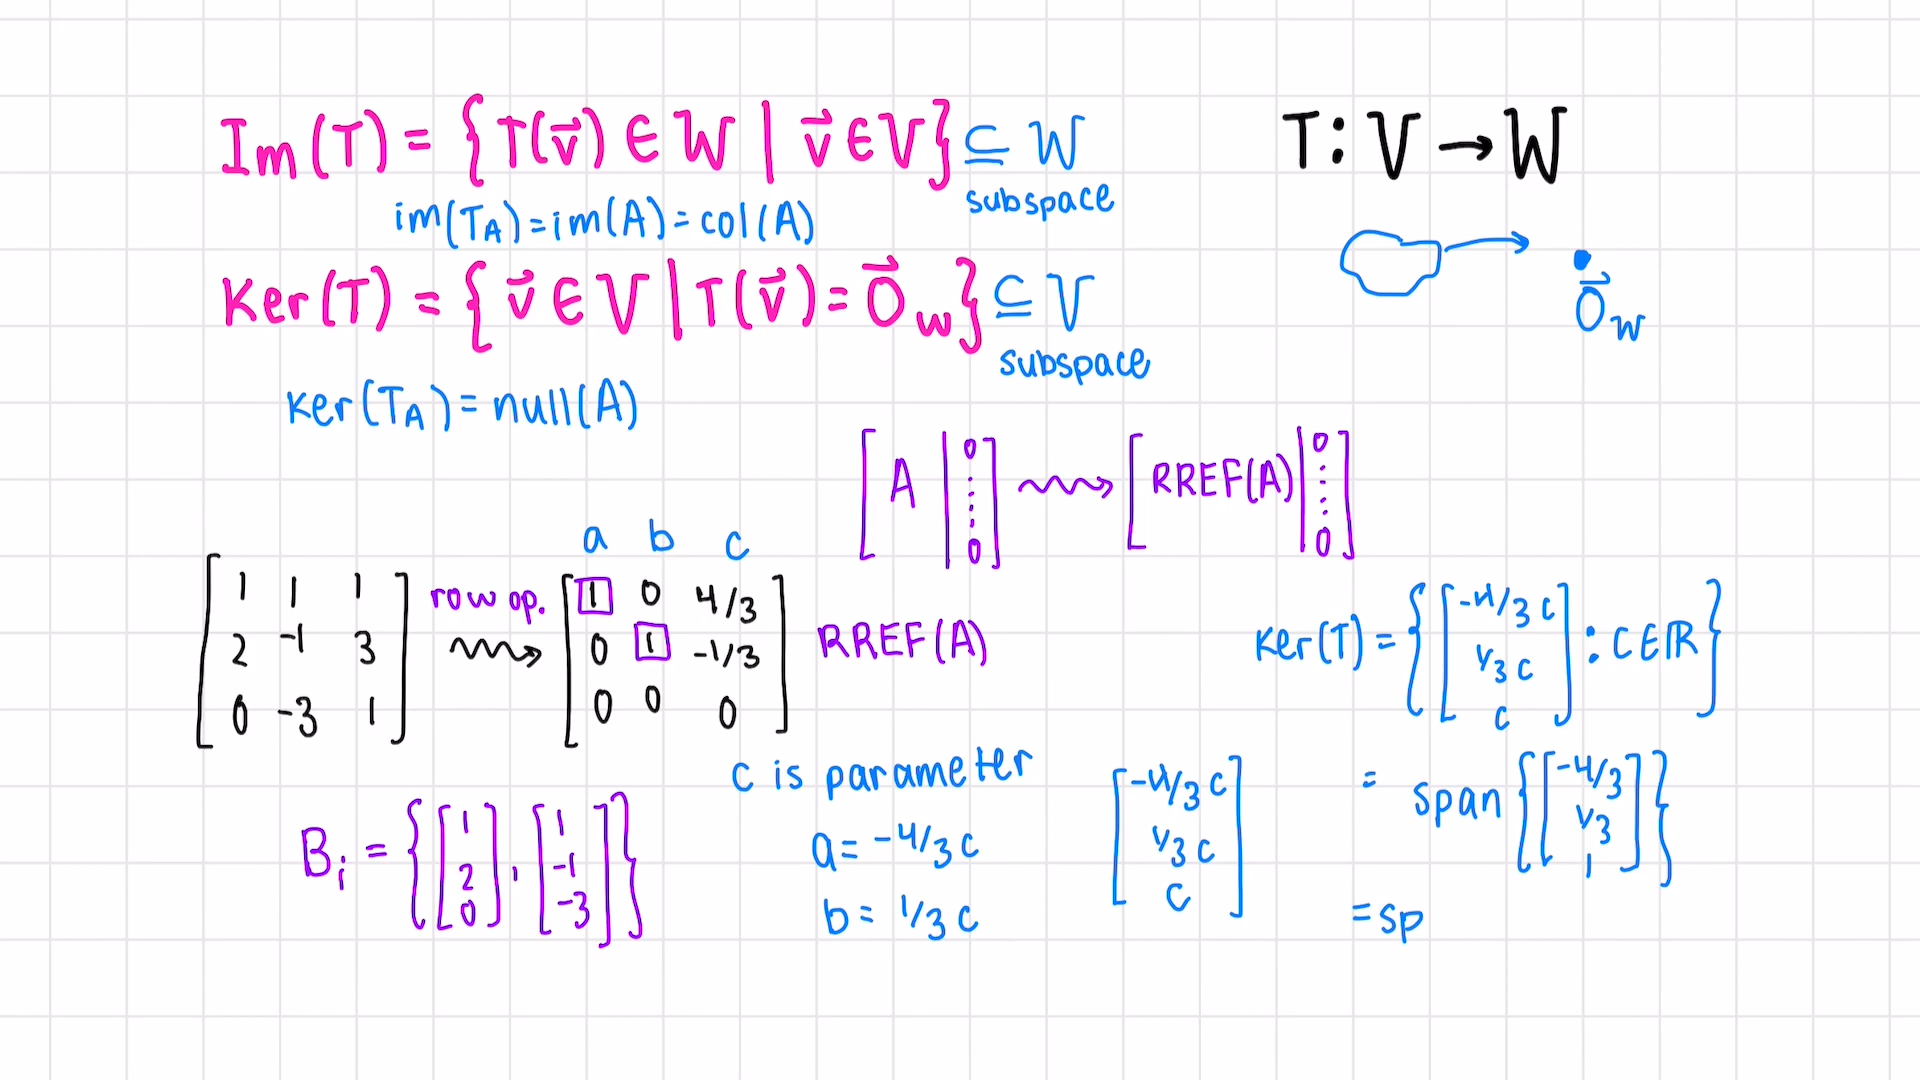 Im(T) = {T(v⃗) ∈ W | v⃗ ∈ V} ⊆ W
subspace
im(T_A) = im(A) = col(A)
Ker(T) = {v⃗ ∈ V | T(v⃗) = 0⃗_W} ⊆ V
subspace
Ker(T_A) = null(A)
T: V → W
0⃗_W
[A | 0 ⋮ 0] ⟿ [RREF(A) | 0 ⋮ 0]
a b c
1 1 1
2 -1 3
0 -3 1
row op.
1 0 4/3
0 1 -1/3
0 0 0
RREF(A)
B_i = {[1 2 0], [1 -1 -3]}
c is parameter
a = -4/3 c
b = 1/3 c
-4/3 c
1/3 c
c
Ker(T) = {[-4/3 c 1/3 c c] : C ∈ ℝ}
= span {[-4/3 1/3 1]}
= sp